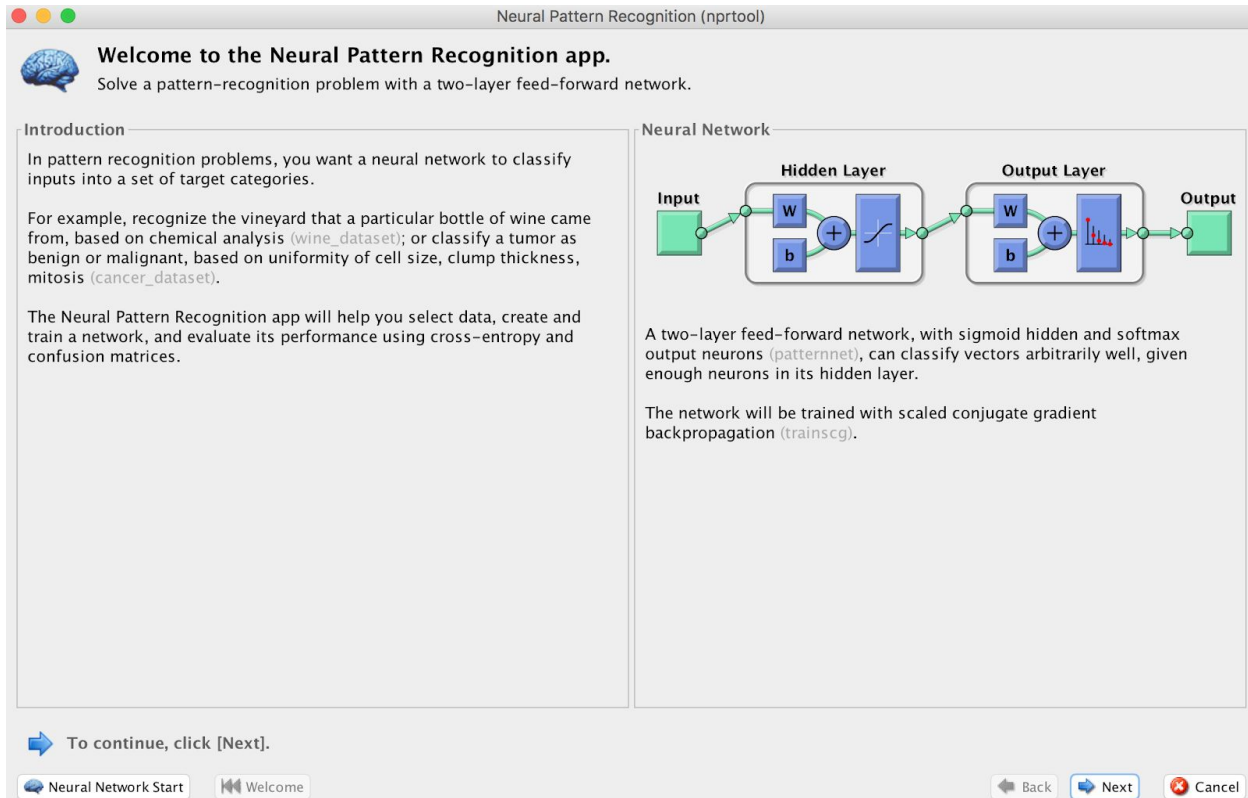 Neural Pattern Recognition (nprtool)
Welcome to the Neural Pattern Recognition app.
Solve a pattern-recognition problem with a two-layer feed-forward network.
Introduction
In pattern recognition problems, you want a neural network to classify
inputs into a set of target categories.
For example, recognize the vineyard that a particular bottle of wine came
from, based on chemical analysis (wine_dataset); or classify a tumor as
benign or malignant, based on uniformity of cell size, clump thickness,
mitosis (cancer_dataset).
The Neural Pattern Recognition app will help you select data, create and
train a network, and evaluate its performance using cross-entropy and
confusion matrices.
Neural Network
Hidden Layer
Output Layer
Input
Output
W
b
W
b
A two-layer feed-forward network, with sigmoid hidden and softmax
output neurons (patternnet), can classify vectors arbitrarily well, given
enough neurons in its hidden layer.
The network will be trained with scaled conjugate gradient
backpropagation (trainscg).
To continue, click [Next].
Neural Network Start
Welcome
Back
Next
Cancel